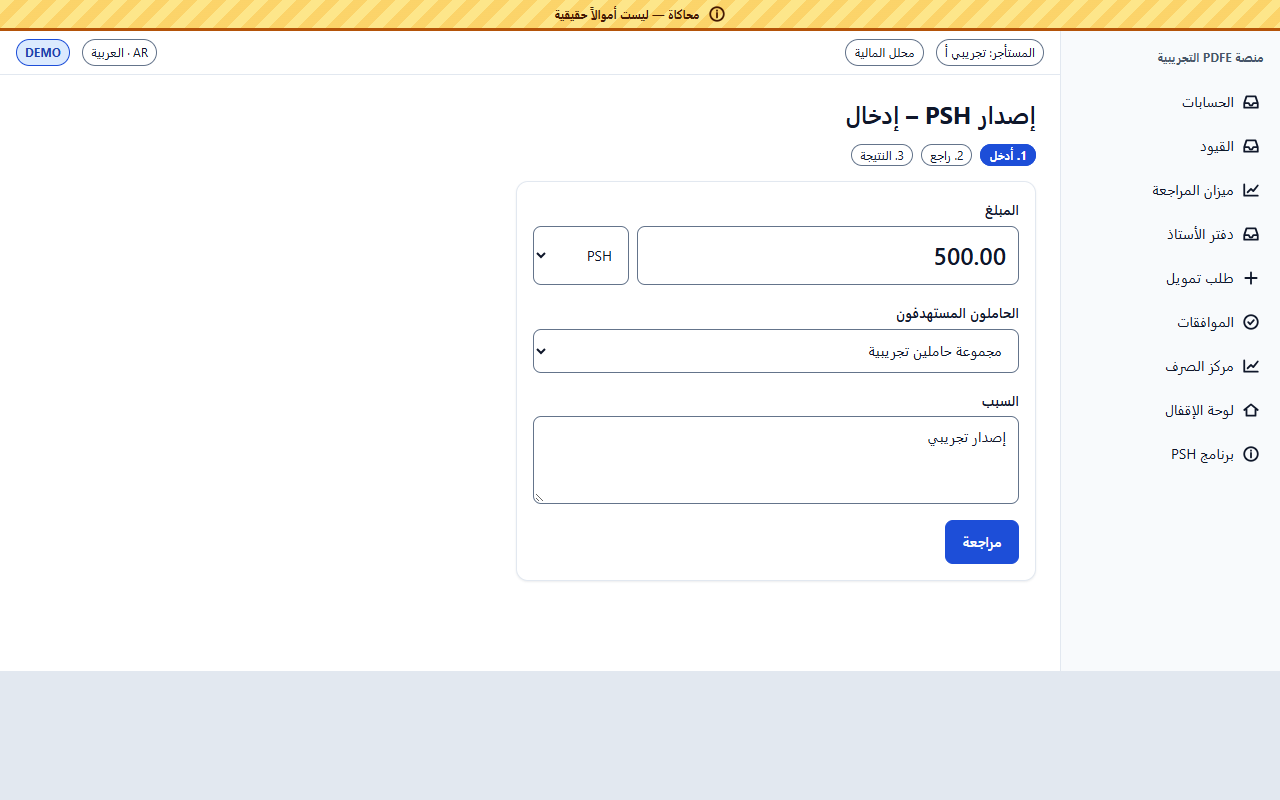 محاكاة — ليست أموالاً حقيقية
منصة PDFE التجريبية
الحسابات
القيود
ميزان المراجعة
دفتر الأستاذ
طلب تمويل
الموافقات
مركز الصرف
لوحة الإقفال
برنامج PSH
المستأجر: تجريبي أ
محلل المالية
AR · العربية
DEMO
إصدار PSH – إدخال
1. أدخل
2. راجع
3. النتيجة
المبلغ
500.00
PSH
الحاملون المستهدفون
مجموعة حاملين تجريبية
السبب
إصدار تجريبي
مراجعة